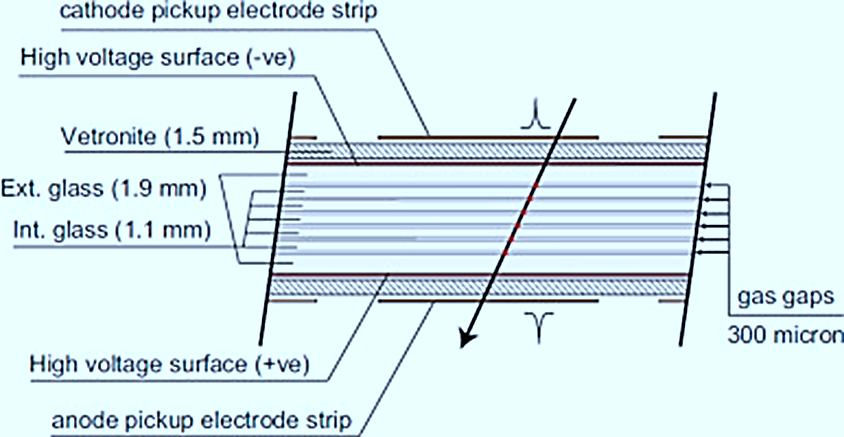 cathode pickup electrode strip
High voltage surface (-ve)
Vetronite (1.5 mm)
Ext. glass (1.9 mm)
Int. glass (1.1 mm)
gas gaps
300 micron
High voltage surface (+ve)
anode pickup electrode strip